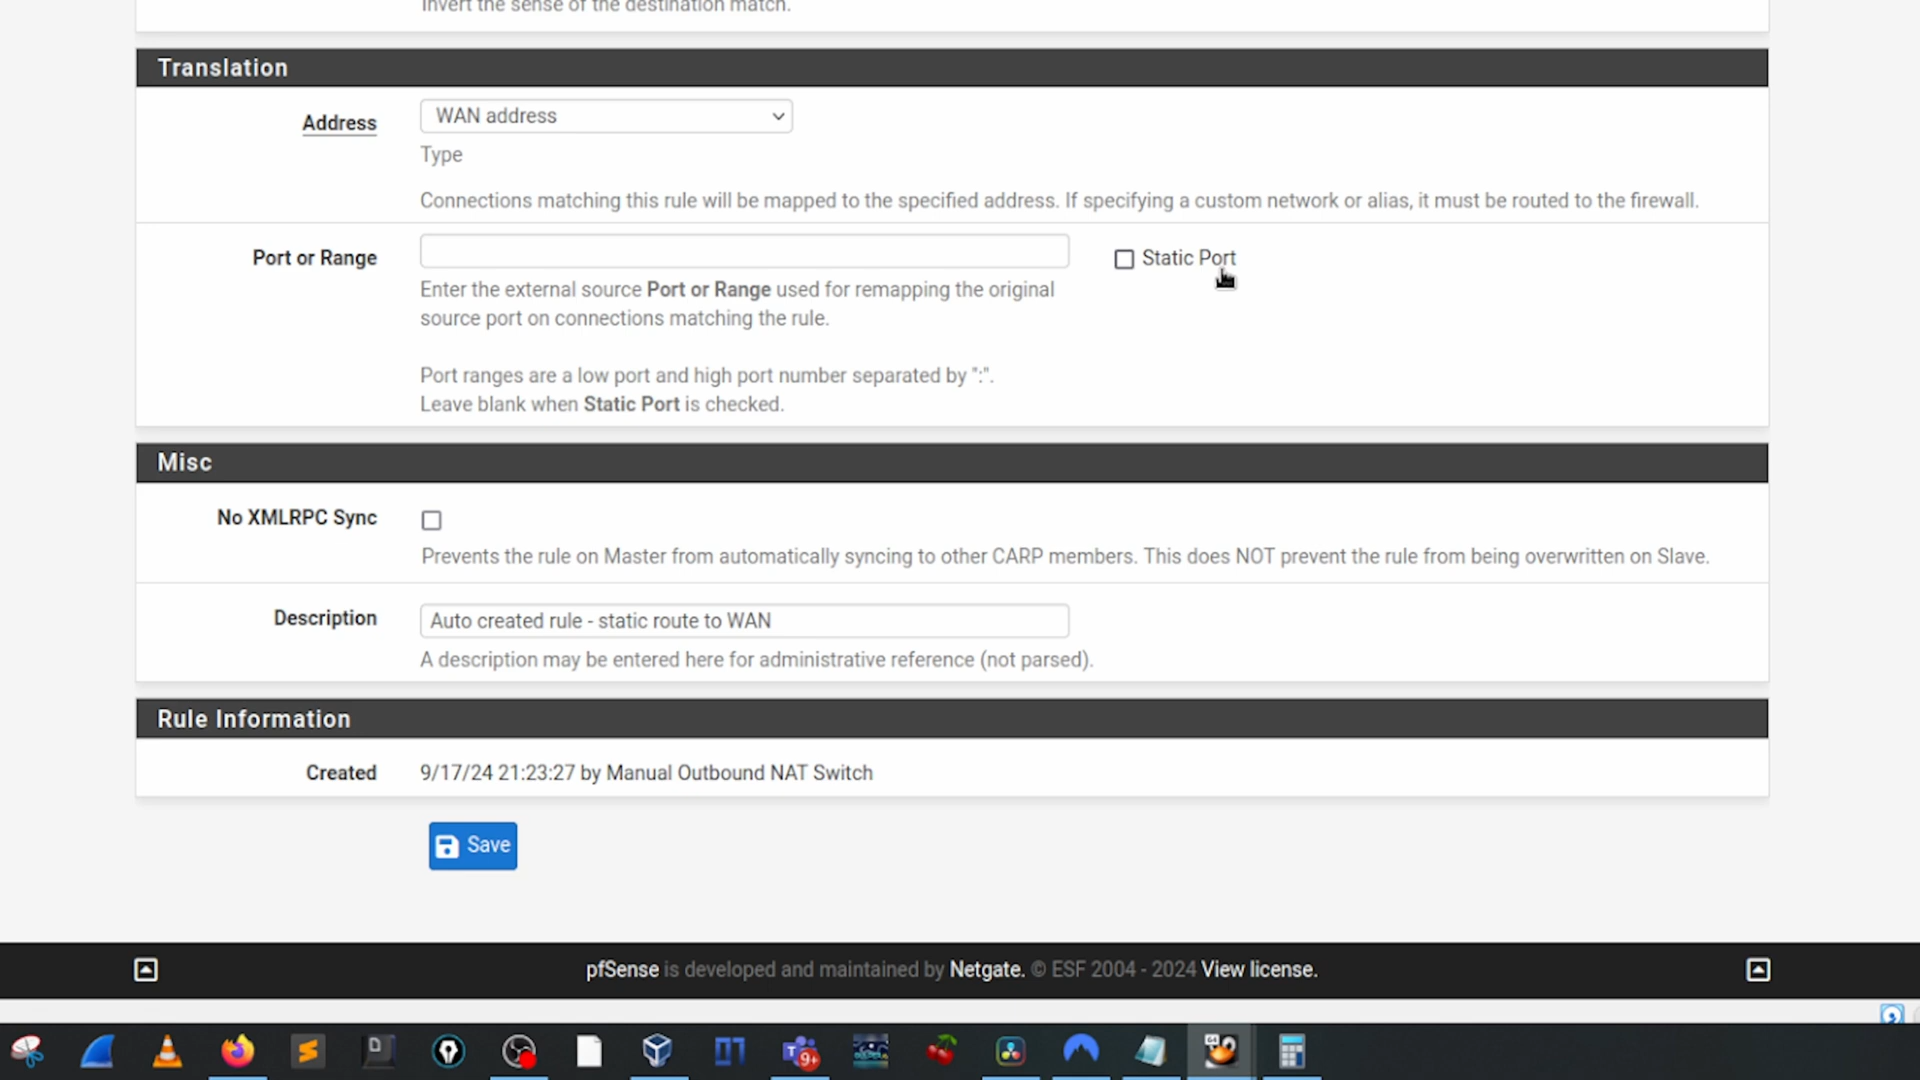 Invert the sense of the destination match.
Translation
Address
WAN address
Type
Connections matching this rule will be mapped to the specified address. If specifying a custom network or alias, it must be routed to the firewall.
Port or Range
Static Port
Enter the external source Port or Range used for remapping the original
source port on connections matching the rule.
Port ranges are a low port and high port number separated by ":".
Leave blank when Static Port is checked.
Misc
No XMLRPC Sync
Prevents the rule on Master from automatically syncing to other CARP members. This does NOT prevent the rule from being overwritten on Slave.
Description
Auto created rule - static route to WAN
A description may be entered here for administrative reference (not parsed).
Rule Information
Created
9/17/24 21:23:27 by Manual Outbound NAT Switch
Save
pfSense is developed and maintained by Netgate. © ESF 2004 - 2024 View license.
D
T
9+
64